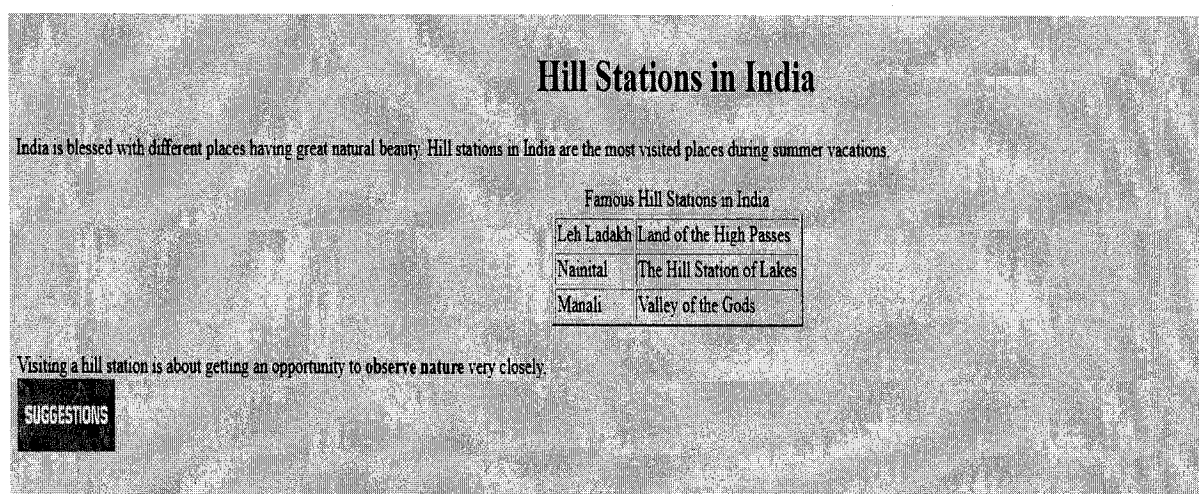 Hill Stations in India
India is blessed with different places having great natural beauty. Hill stations in India are the most visited places during summer vacations.
Famous Hill Stations in India
Leh Ladakh Land of the High Passes
Nainital The Hill Station of Lakes
Manali Valley of the Gods
Visiting a hill station is about getting an opportunity to observe nature very closely.
SUGGESTIONS